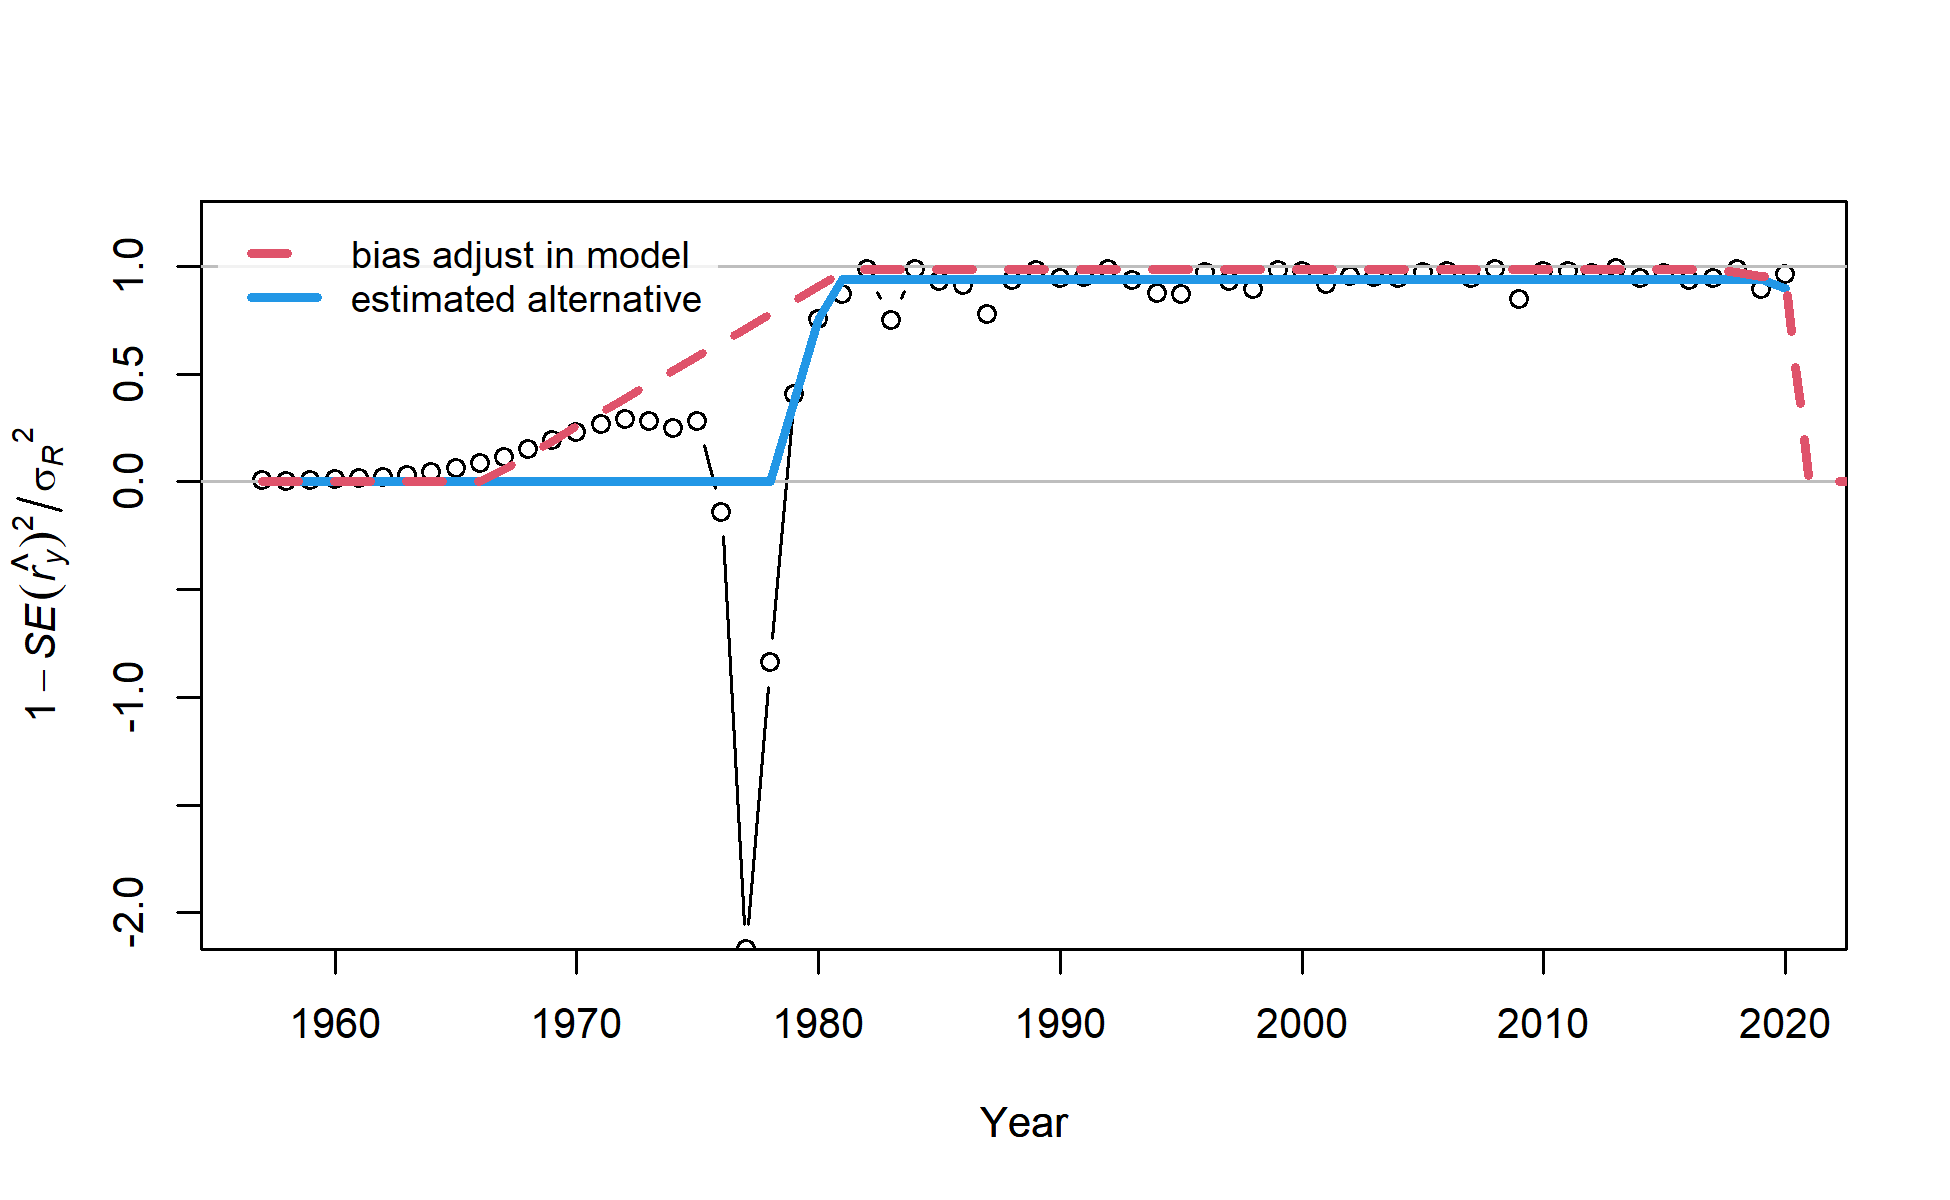 bias adjust in model
estimated alternative
1 − SE(r̂y)² / σR²
1.0
0.5
0.0
-1.0
-2.0
1960 1970 1980 1990 2000 2010 2020
Year